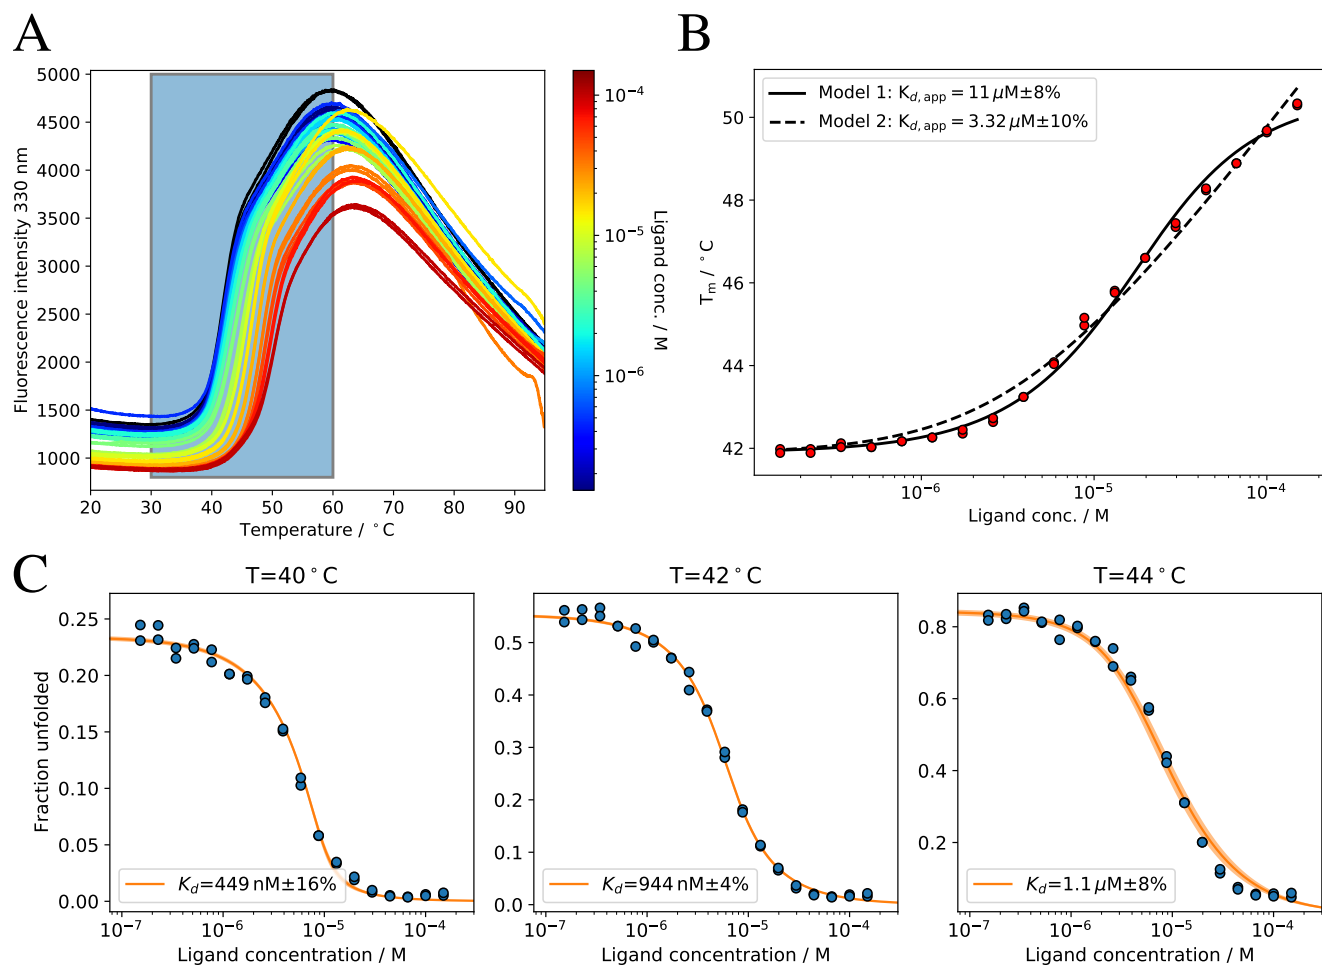 A
5000
4500
4000
3500
3000
2500
2000
1500
1000
20 30 40 50 60 70 80 90
Fluorescence intensity 330 nm
Temperature / °C
10⁻⁴
10⁻⁵
10⁻⁶
Ligand conc. / M
B
Model 1: K_{d,app} = 11 μM±8%
Model 2: K_{d,app} = 3.32 μM±10%
50
48
46
44
42
T_m / °C
10⁻⁶ 10⁻⁵ 10⁻⁴
Ligand conc. / M
C
T=40°C
0.25
0.20
0.15
0.10
0.05
0.00
Fraction unfolded
K_d=449 nM±16%
10⁻⁷ 10⁻⁶ 10⁻⁵ 10⁻⁴
Ligand concentration / M
T=42°C
0.5
0.4
0.3
0.2
0.1
0.0
K_d=944 nM±4%
10⁻⁷ 10⁻⁶ 10⁻⁵ 10⁻⁴
Ligand concentration / M
T=44°C
0.8
0.6
0.4
0.2
K_d=1.1 μM±8%
10⁻⁷ 10⁻⁶ 10⁻⁵ 10⁻⁴
Ligand concentration / M